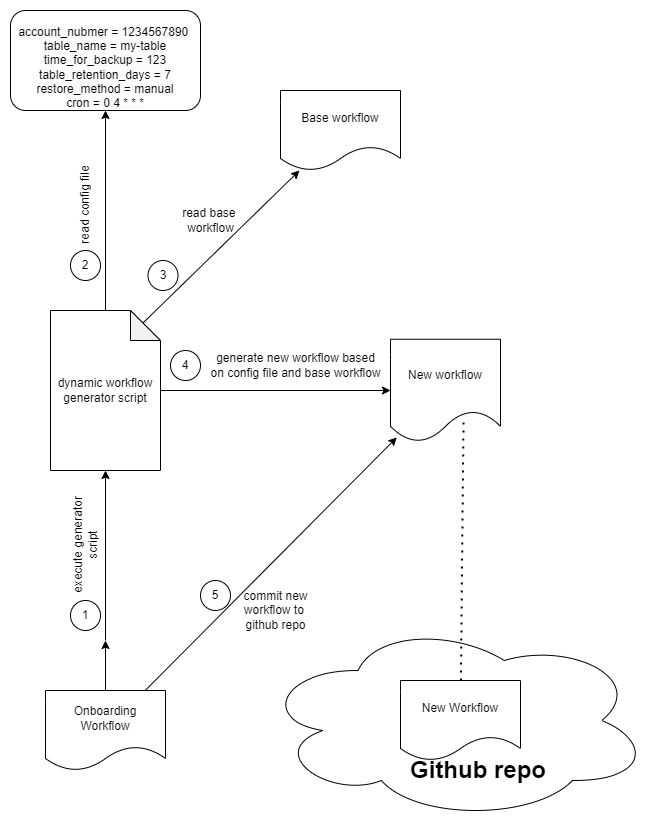 account_nubmer = 1234567890
table_name = my-table
time_for_backup = 123
table_retention_days = 7
restore_method = manual
cron = 0 4 * * *
Base workflow
read config file
2
read base
workflow
3
dynamic workflow
generator script
4
generate new workflow based
on config file and base workflow
New workflow
execute generator
script
1
5
commit new
workflow to
github repo
Onboarding
Workflow
New Workflow
Github repo